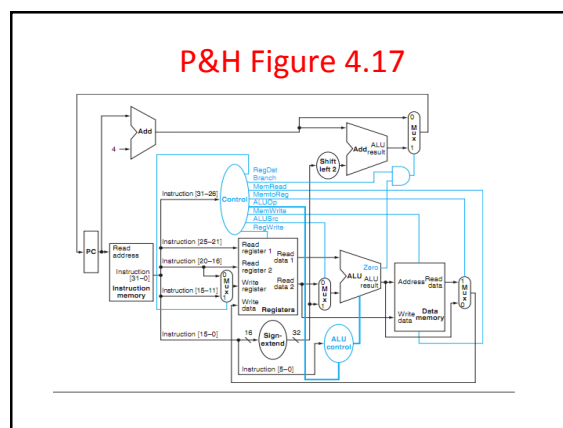 P&H Figure 4.17
0
M
u
x
1
Add
4
Add
ALU
result
Shift
left 2
RegDst
Branch
MemRead
MemtoReg
ALUOp
MemWrite
ALUSrc
RegWrite
Instruction [31–26]
Control
PC
Read
address
Instruction
[31–0]
Instruction
memory
Instruction [25–21]
Instruction [20–16]
Instruction [15–11]
0
M
u
x
1
Read
register 1
Read
register 2
Write
register
Write
data
Read
data 1
Read
data 2
Registers
0
M
u
x
1
Zero
ALU
ALU
result
Address
Write
data
Read
data
Data
memory
1
M
u
x
0
Instruction [15–0]
16
Sign-
extend
32
ALU
control
Instruction [5–0]